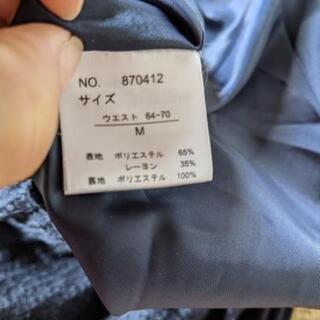 NO. 870412
サイズ
ウエスト 64-70
M
表地 ポリエステル 65%
レーヨン 35%
裏地 ポリエステル 100%